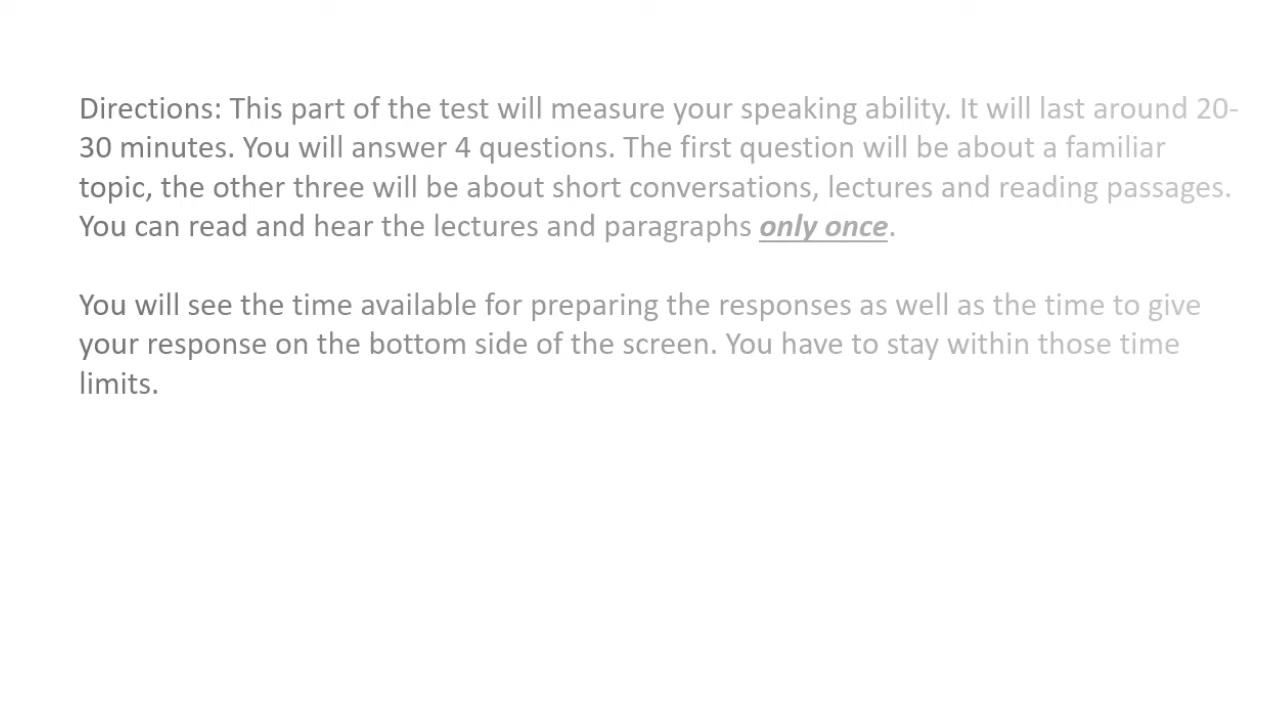 Directions: This part of the test will measure your speaking ability. It will last around 20-
30 minutes. You will answer 4 questions. The first question will be about a familiar
topic, the other three will be about short conversations, lectures and reading passages.
You can read and hear the lectures and paragraphs only once.
You will see the time available for preparing the responses as well as the time to give
your response on the bottom side of the screen. You have to stay within those time
limits.